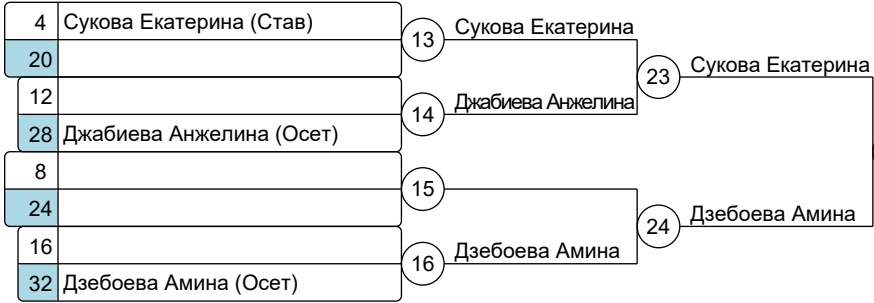 4 Сукова Екатерина (Став)
20
12
28 Джабиева Анжелина (Осет)
8
24
16
32 Дзебоева Амина (Осет)
13 Сукова Екатерина
14 Джабиева Анжелина
15
16 Дзебоева Амина
23 Сукова Екатерина
24 Дзебоева Амина